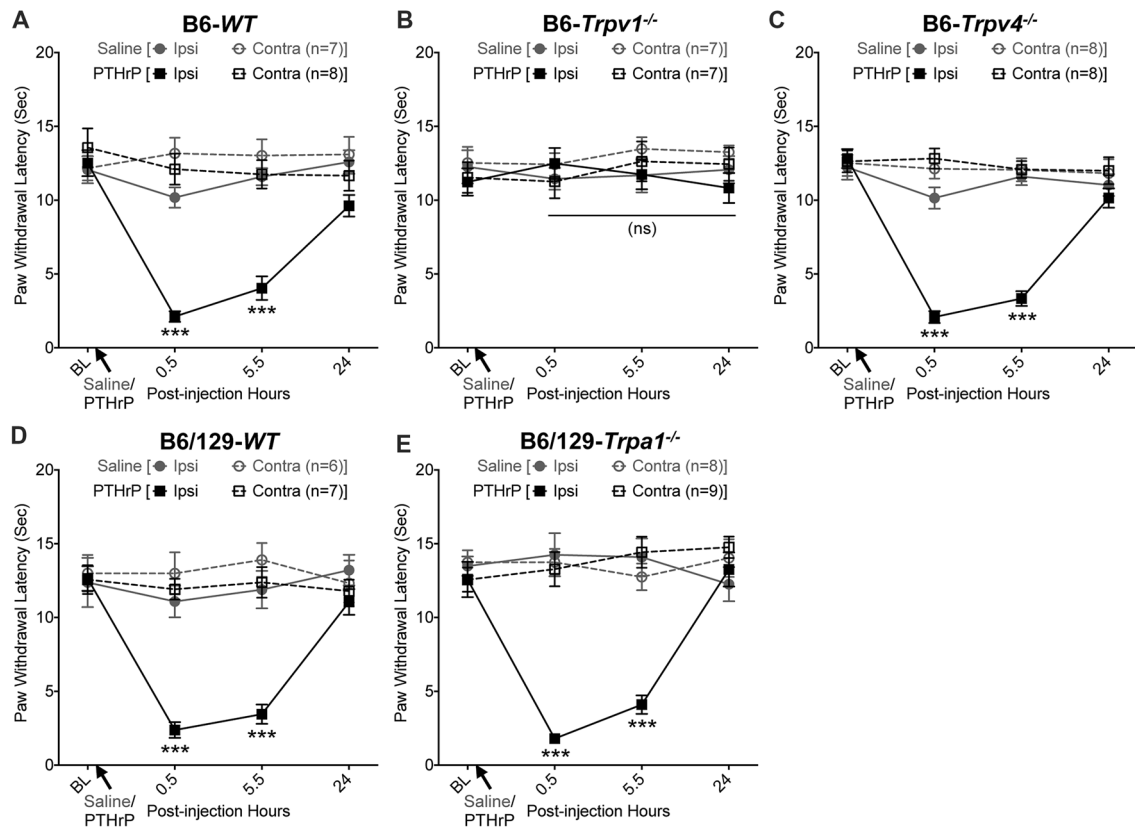 A
B6-WT
Saline [ Ipsi Contra (n=7)]
PTHrP [ Ipsi Contra (n=8)]
Paw Withdrawal Latency (Sec)
20
15
10
5
0
***
***
BL
0.5
5.5
24
Saline/
PTHrP
Post-injection Hours
B
B6-Trpv1-/-
Saline [ Ipsi Contra (n=7)]
PTHrP [ Ipsi Contra (n=7)]
Paw Withdrawal Latency (Sec)
20
15
10
5
0
(ns)
BL
0.5
5.5
24
Saline/
PTHrP
Post-injection Hours
C
B6-Trpv4-/-
Saline [ Ipsi Contra (n=8)]
PTHrP [ Ipsi Contra (n=8)]
Paw Withdrawal Latency (Sec)
20
15
10
5
0
***
***
BL
0.5
5.5
24
Saline/
PTHrP
Post-injection Hours
D
B6/129-WT
Saline [ Ipsi Contra (n=6)]
PTHrP [ Ipsi Contra (n=7)]
Paw Withdrawal Latency (Sec)
20
15
10
5
0
***
***
BL
0.5
5.5
24
Saline/
PTHrP
Post-injection Hours
E
B6/129-Trpa1-/-
Saline [ Ipsi Contra (n=8)]
PTHrP [ Ipsi Contra (n=9)]
Paw Withdrawal Latency (Sec)
20
15
10
5
0
***
***
BL
0.5
5.5
24
Saline/
PTHrP
Post-injection Hours